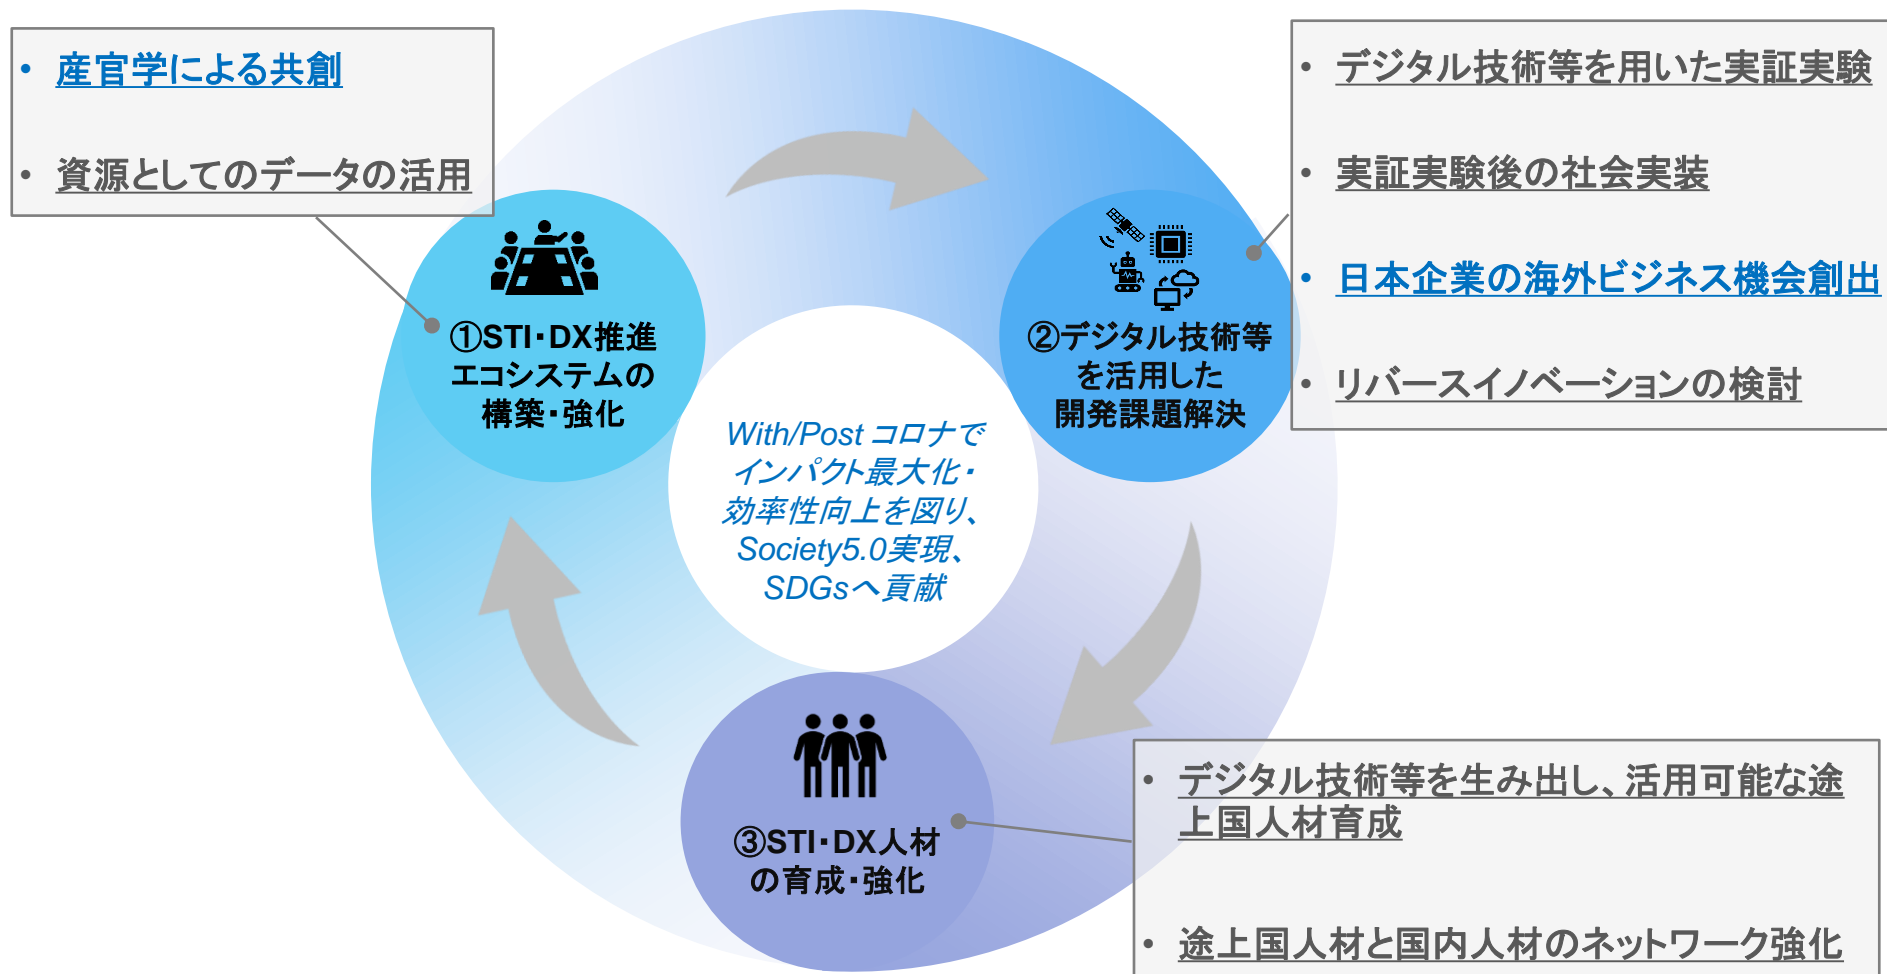 • 産官学による共創
• 資源としてのデータの活用
①STI・DX推進
エコシステムの
構築・強化
• デジタル技術等を用いた実証実験
• 実証実験後の社会実装
• 日本企業の海外ビジネス機会創出
• リバースイノベーションの検討
②デジタル技術等
を活用した
開発課題解決
With/Post コロナで
インパクト最大化・
効率性向上を図り、
Society5.0実現、
SDGsへ貢献
③STI・DX人材
の育成・強化
• デジタル技術等を生み出し、活用可能な途
上国人材育成
• 途上国人材と国内人材のネットワーク強化